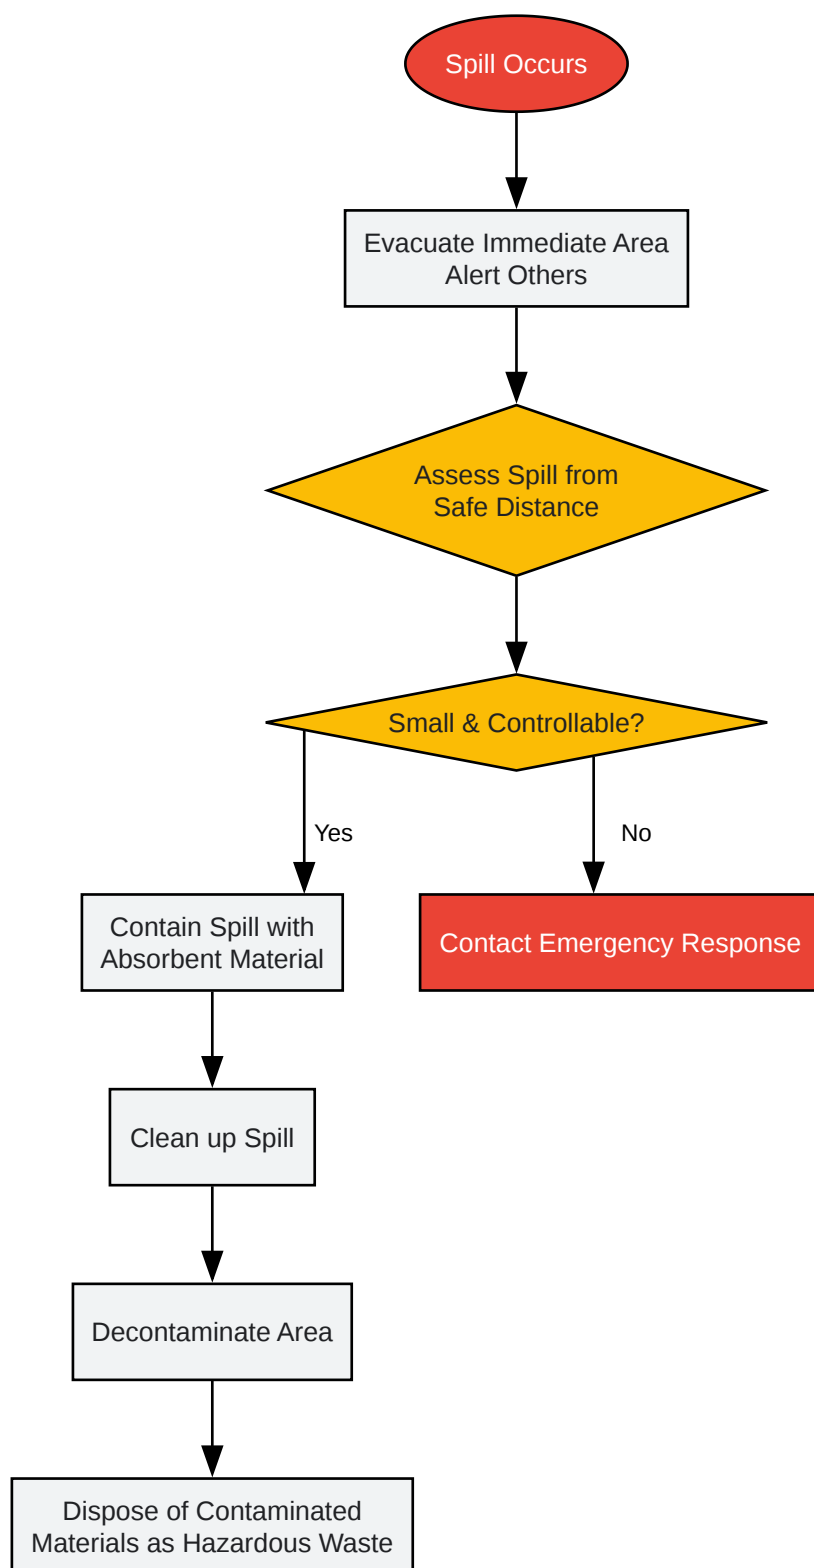 Spill Occurs
Evacuate Immediate Area
Alert Others
Assess Spill from
Safe Distance
Small & Controllable?
Yes
No
Contain Spill with
Absorbent Material
Contact Emergency Response
Clean up Spill
Decontaminate Area
Dispose of Contaminated
Materials as Hazardous Waste